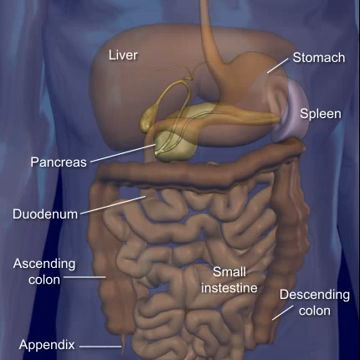 Liver
Stomach
Spleen
Pancreas
Duodenum
Ascending
colon
Small
instestine
Descending
colon
Appendix